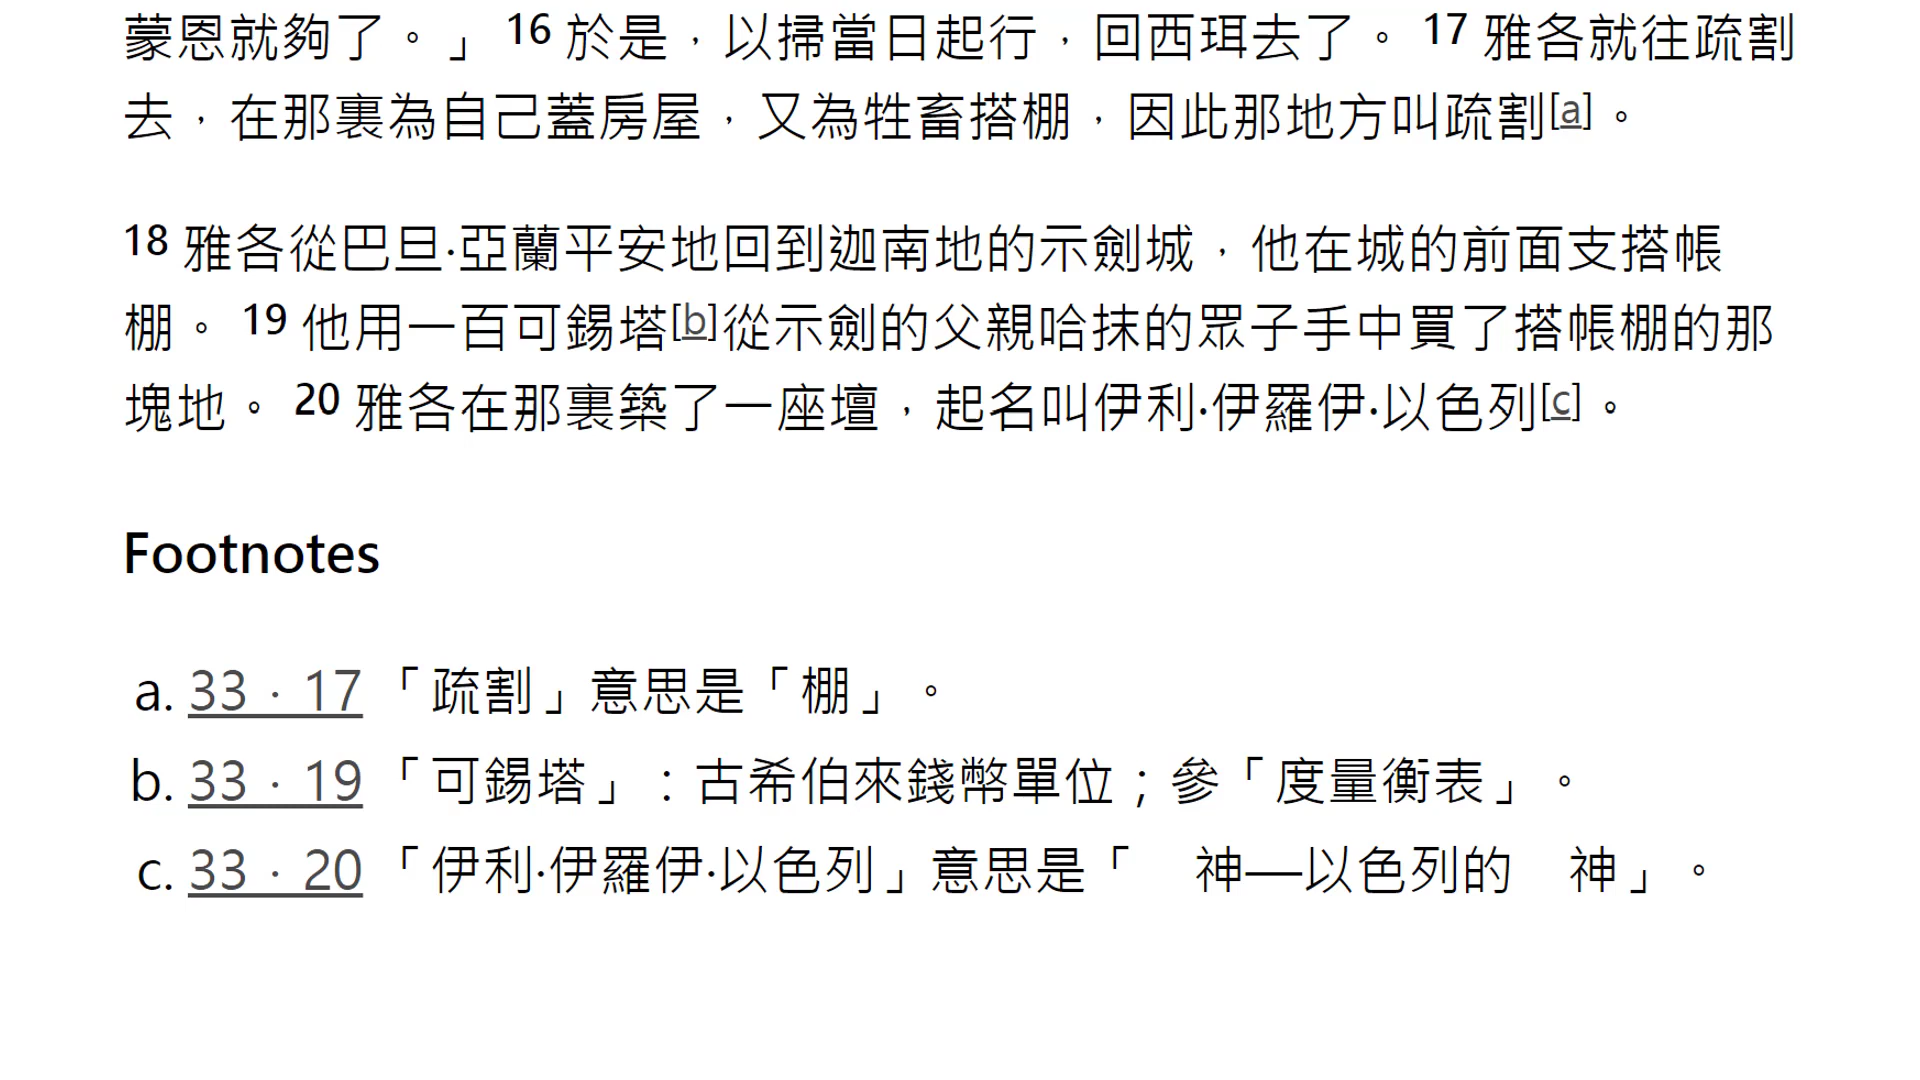 蒙恩就夠了。」 16 於是，以掃當日起行，回西珥去了。 17 雅各就往疏割
去，在那裏為自己蓋房屋，又為牲畜搭棚，因此那地方叫疏割[a]。
18 雅各從巴旦·亞蘭平安地回到迦南地的示劍城，他在城的前面支搭帳
棚。 19 他用一百可錫塔[b]從示劍的父親哈抹的眾子手中買了搭帳棚的那
塊地。 20 雅各在那裏築了一座壇，起名叫伊利·伊羅伊·以色列[c]。
Footnotes
a. 33．17 「疏割」意思是「棚」。
b. 33．19 「可錫塔」：古希伯來錢幣單位；參「度量衡表」。
c. 33．20 「伊利·伊羅伊·以色列」意思是「　神—以色列的　神」。